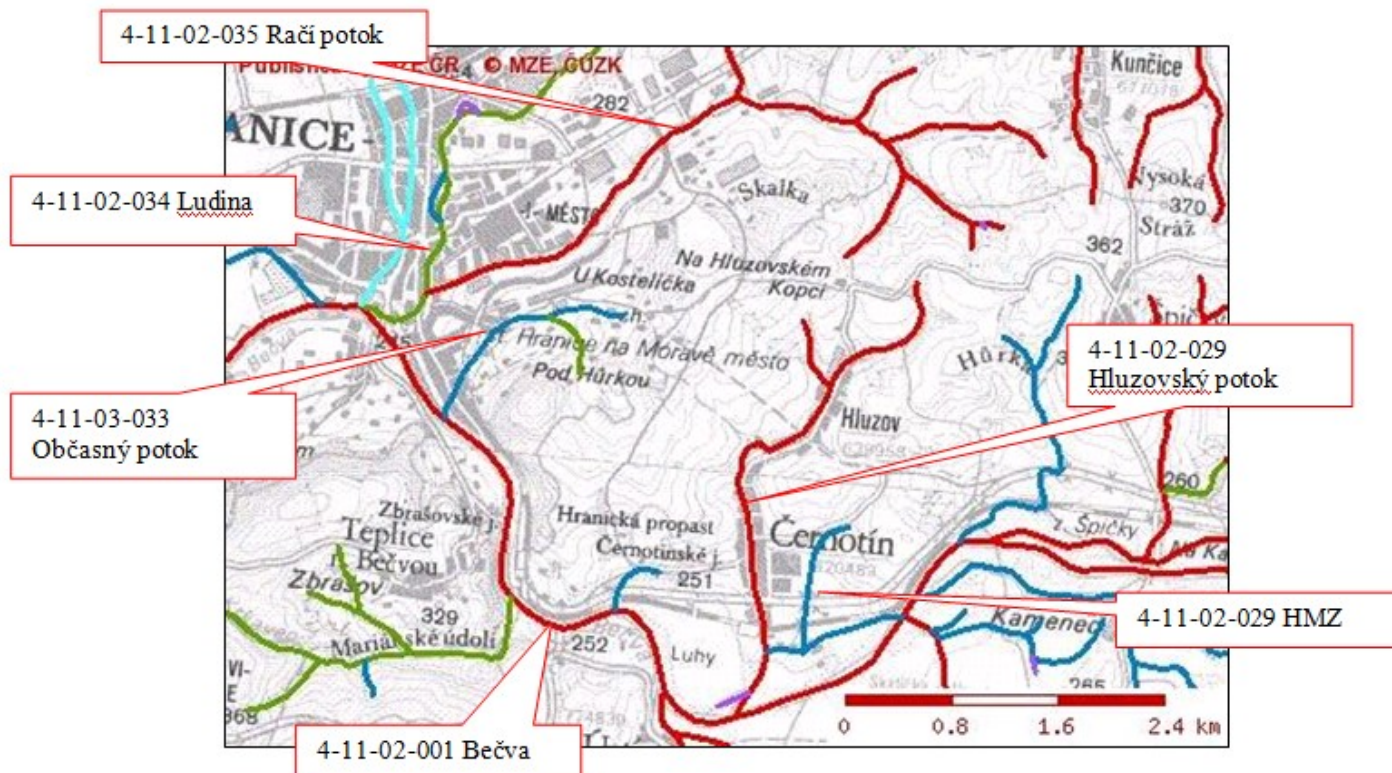 4-11-02-035 Račí potok
© MZE, ČÚZK
Kunčice
282
ANICE
4-11-02-034 Ludina
Skalka
Vysoká
370
Stráž
-I- MĚSTO
362
Na Hluzovském
Kopci
U Kostelíčka
4-11-02-029
Hluzovský potok
Hranice na Moravě město
Pod Hůrkou
Hůrka
4-11-03-033
Občasný potok
Hluzov
260
Zbrašovské j.
Hranická propast
Černotín
z. Špičky
Teplice
n. Bečvou
Černotínské j.
251
Zbrašov
329
4-11-02-029 HMZ
Kamenec
Mariánské údolí
252
Luhy
265
368
0 0.8 1.6 2.4 km
4-11-02-001 Bečva